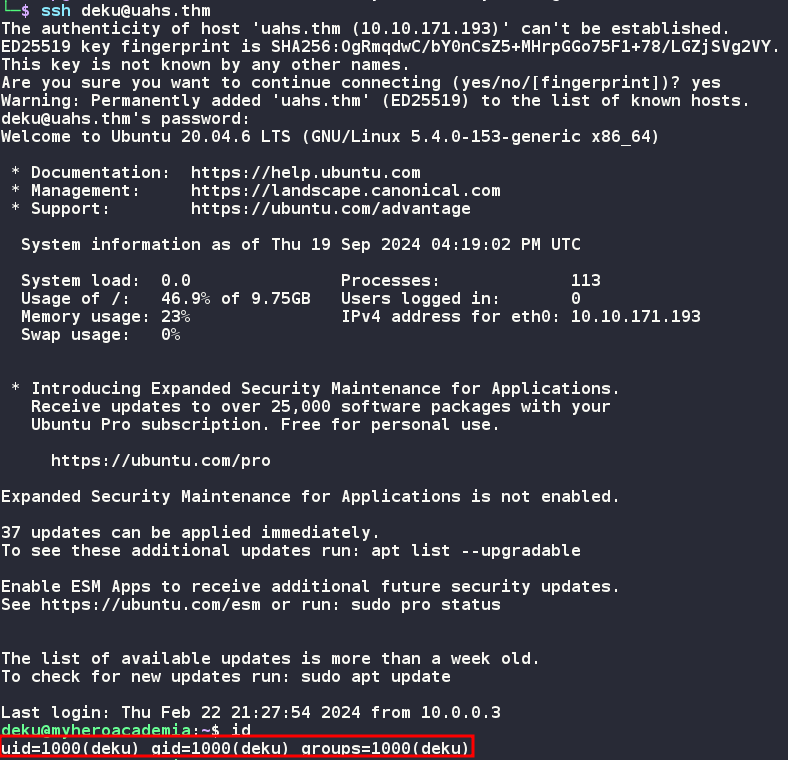 └─$ ssh deku@uahs.thm
The authenticity of host 'uahs.thm (10.10.171.193)' can't be established.
ED25519 key fingerprint is SHA256:OgRmqdwC/bY0nCsZ5+MHrpGGo75F1+78/LGZjSVg2VY.
This key is not known by any other names.
Are you sure you want to continue connecting (yes/no/[fingerprint])? yes
Warning: Permanently added 'uahs.thm' (ED25519) to the list of known hosts.
deku@uahs.thm's password:
Welcome to Ubuntu 20.04.6 LTS (GNU/Linux 5.4.0-153-generic x86_64)

 * Documentation:  https://help.ubuntu.com
 * Management:     https://landscape.canonical.com
 * Support:        https://ubuntu.com/advantage

  System information as of Thu 19 Sep 2024 04:19:02 PM UTC

  System load:  0.0               Processes:             113
  Usage of /:   46.9% of 9.75GB   Users logged in:       0
  Memory usage: 23%               IPv4 address for eth0: 10.10.171.193
  Swap usage:   0%

 * Introducing Expanded Security Maintenance for Applications.
   Receive updates to over 25,000 software packages with your
   Ubuntu Pro subscription. Free for personal use.

     https://ubuntu.com/pro

Expanded Security Maintenance for Applications is not enabled.

37 updates can be applied immediately.
To see these additional updates run: apt list --upgradable

Enable ESM Apps to receive additional future security updates.
See https://ubuntu.com/esm or run: sudo pro status

The list of available updates is more than a week old.
To check for new updates run: sudo apt update

Last login: Thu Feb 22 21:27:54 2024 from 10.0.0.3
deku@myheroacademia:~$ id
uid=1000(deku) gid=1000(deku) groups=1000(deku)